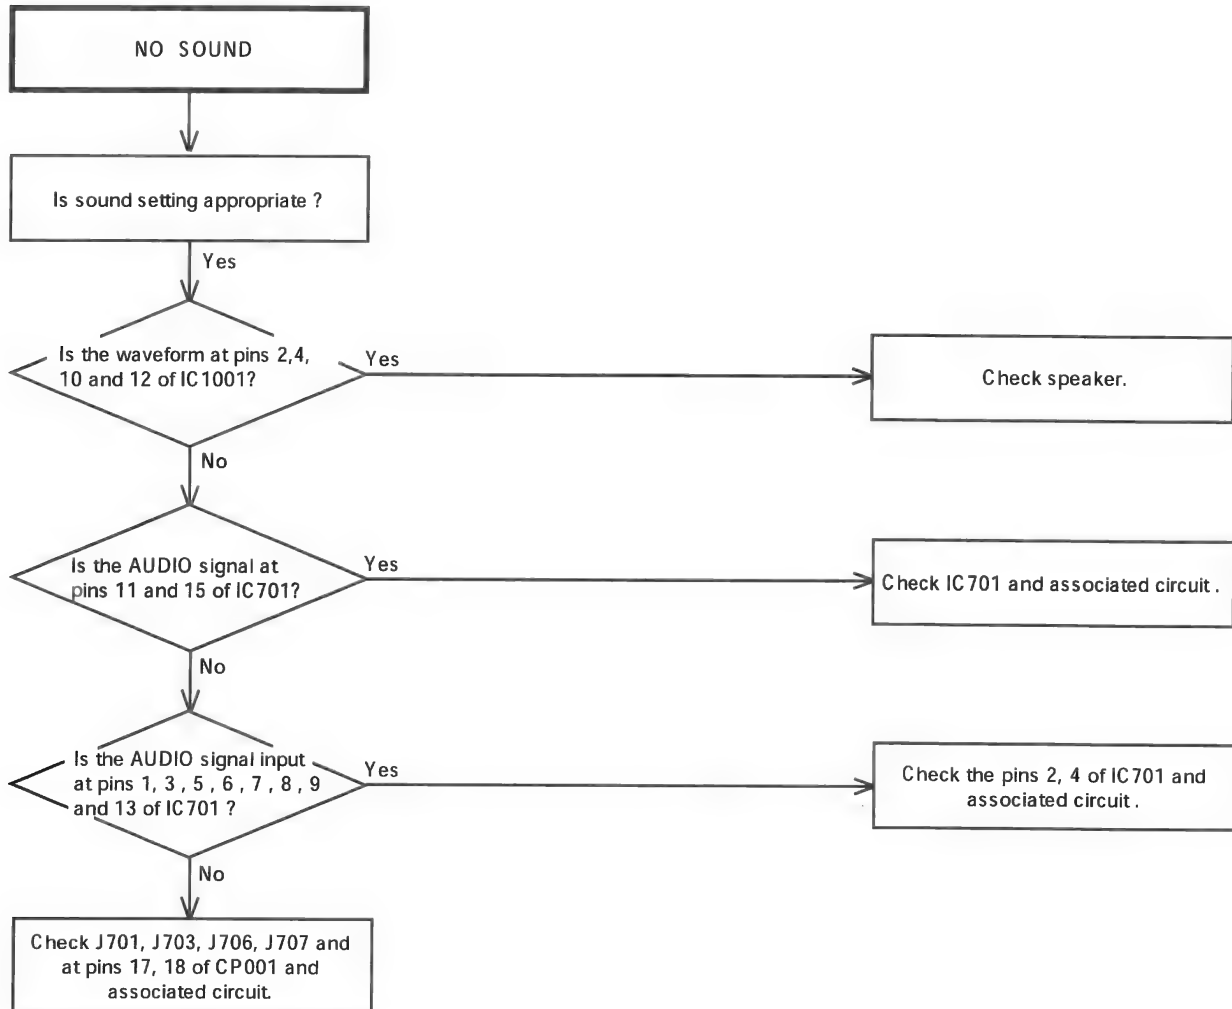 NO SOUND
Is sound setting appropriate ?
Yes
Is the waveform at pins 2,4,
10 and 12 of IC1001?
Yes
Check speaker.
No
Is the AUDIO signal at
pins 11 and 15 of IC701?
Yes
Check IC701 and associated circuit .
No
Is the AUDIO signal input
at pins 1, 3 , 5 , 6 , 7 , 8 , 9
and 13 of IC701 ?
Yes
Check the pins 2, 4 of IC701 and
associated circuit .
No
Check J701, J703, J706, J707 and
at pins 17, 18 of CP001 and
associated circuit.